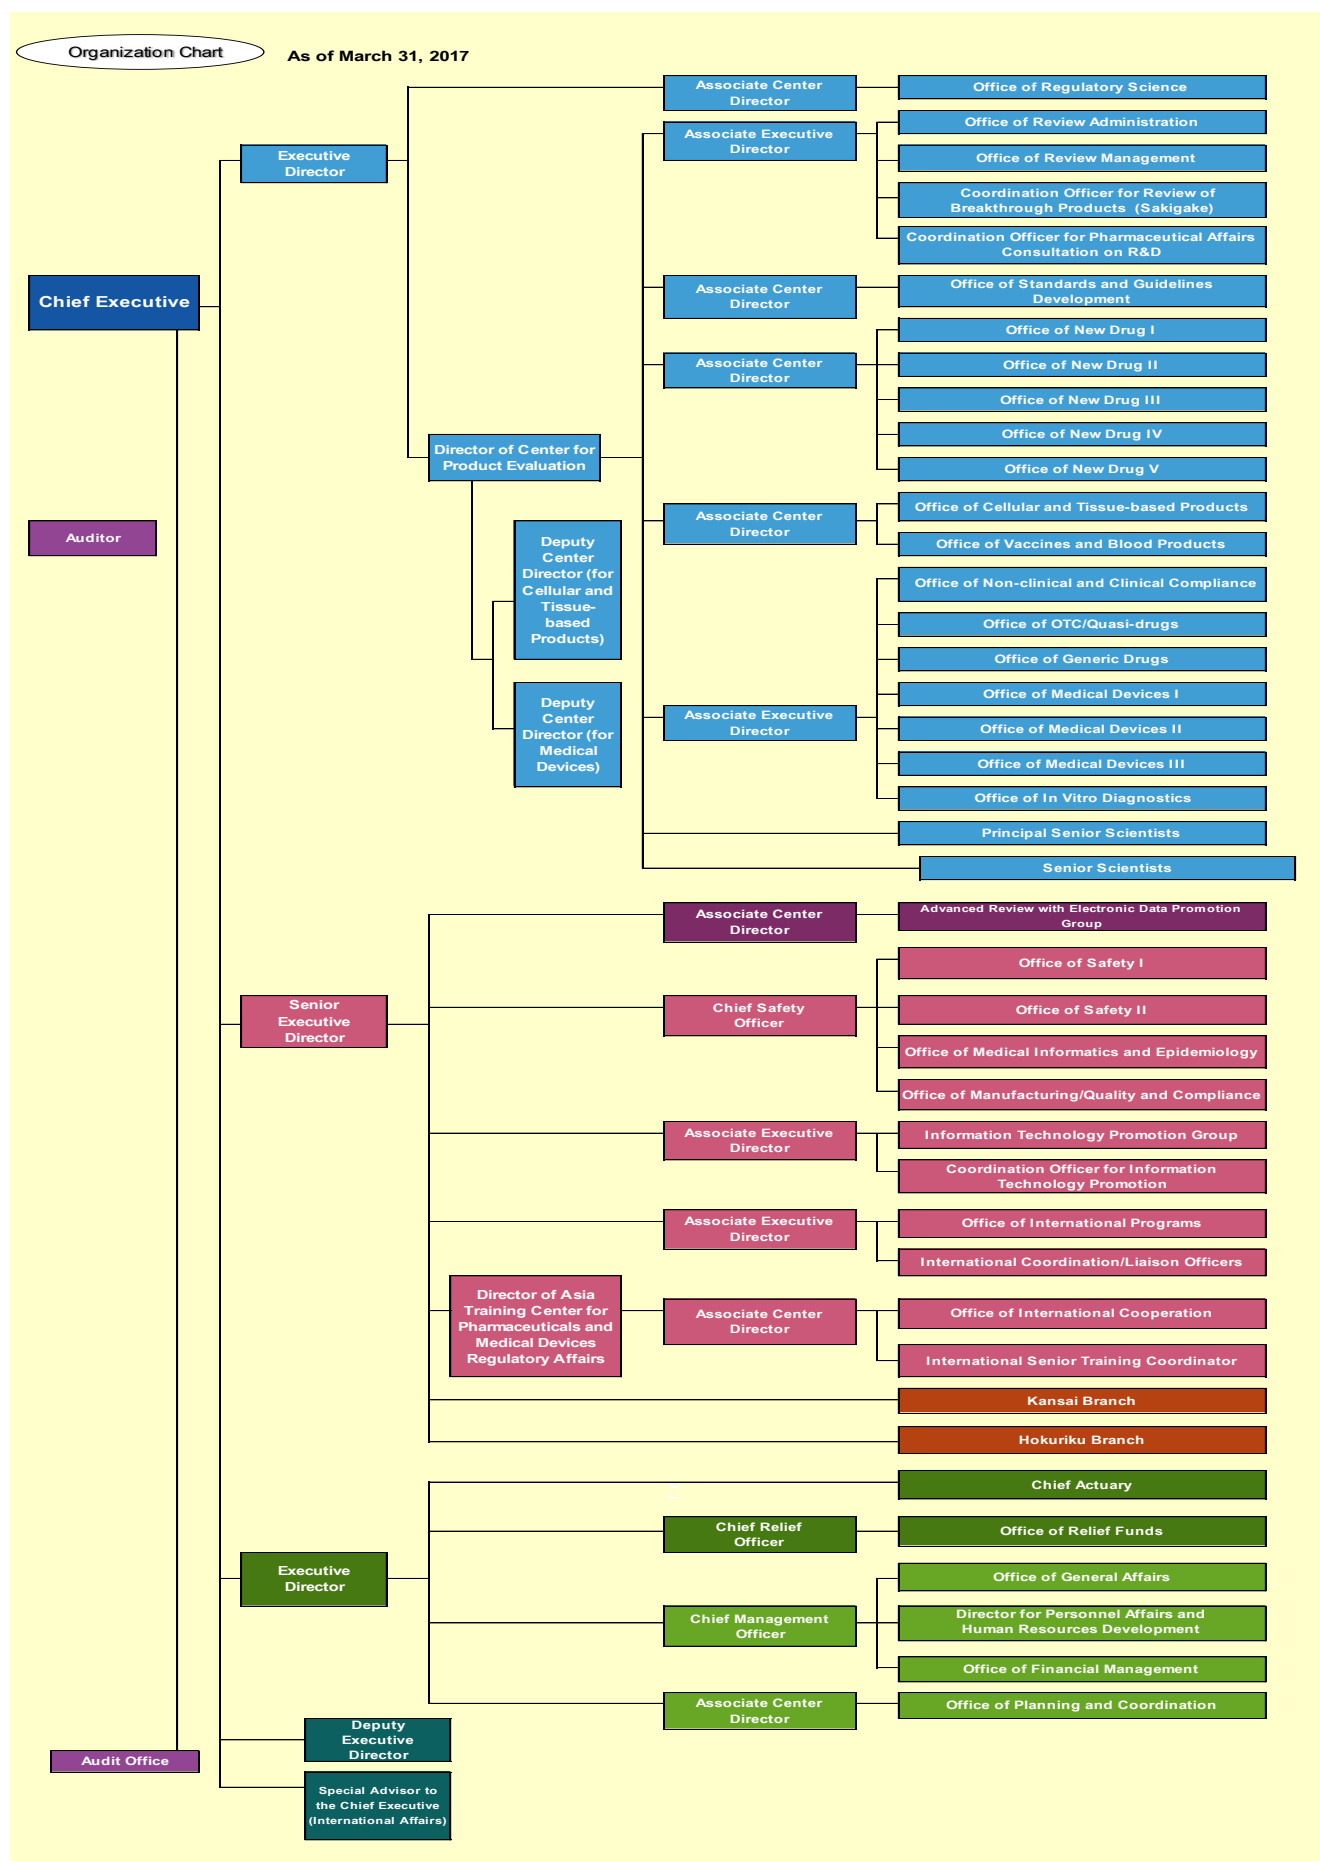 Organization Chart
As of March 31, 2017
Chief Executive
Auditor
Audit Office
Executive
Director
Associate Center
Director
Office of Regulatory Science
Associate Executive
Director
Office of Review Administration
Office of Review Management
Coordination Officer for Review of
Breakthrough Products (Sakigake)
Coordination Officer for Pharmaceutical Affairs
Consultation on R&D
Director of Center for
Product Evaluation
Deputy
Center
Director (for
Cellular and
Tissue-
based
Products)
Deputy
Center
Director (for
Medical
Devices)
Associate Center
Director
Office of Standards and Guidelines
Development
Associate Center
Director
Office of New Drug I
Office of New Drug II
Office of New Drug III
Office of New Drug IV
Office of New Drug V
Associate Center
Director
Office of Cellular and Tissue-based Products
Office of Vaccines and Blood Products
Associate Executive
Director
Office of Non-clinical and Clinical Compliance
Office of OTC/Quasi-drugs
Office of Generic Drugs
Office of Medical Devices I
Office of Medical Devices II
Office of Medical Devices III
Office of In Vitro Diagnostics
Principal Senior Scientists
Senior Scientists
Senior
Executive
Director
Associate Center
Director
Advanced Review with Electronic Data Promotion
Group
Chief Safety
Officer
Office of Safety I
Office of Safety II
Office of Medical Informatics and Epidemiology
Office of Manufacturing/Quality and Compliance
Associate Executive
Director
Information Technology Promotion Group
Coordination Officer for Information
Technology Promotion
Associate Executive
Director
Office of International Programs
International Coordination/Liaison Officers
Director of Asia
Training Center for
Pharmaceuticals and
Medical Devices
Regulatory Affairs
Associate Center
Director
Office of International Cooperation
International Senior Training Coordinator
Kansai Branch
Hokuriku Branch
Executive
Director
Chief Actuary
Chief Relief
Officer
Office of Relief Funds
Chief Management
Officer
Office of General Affairs
Director for Personnel Affairs and
Human Resources Development
Office of Financial Management
Associate Center
Director
Office of Planning and Coordination
Deputy
Executive
Director
Special Advisor to
the Chief Executive
(International Affairs)